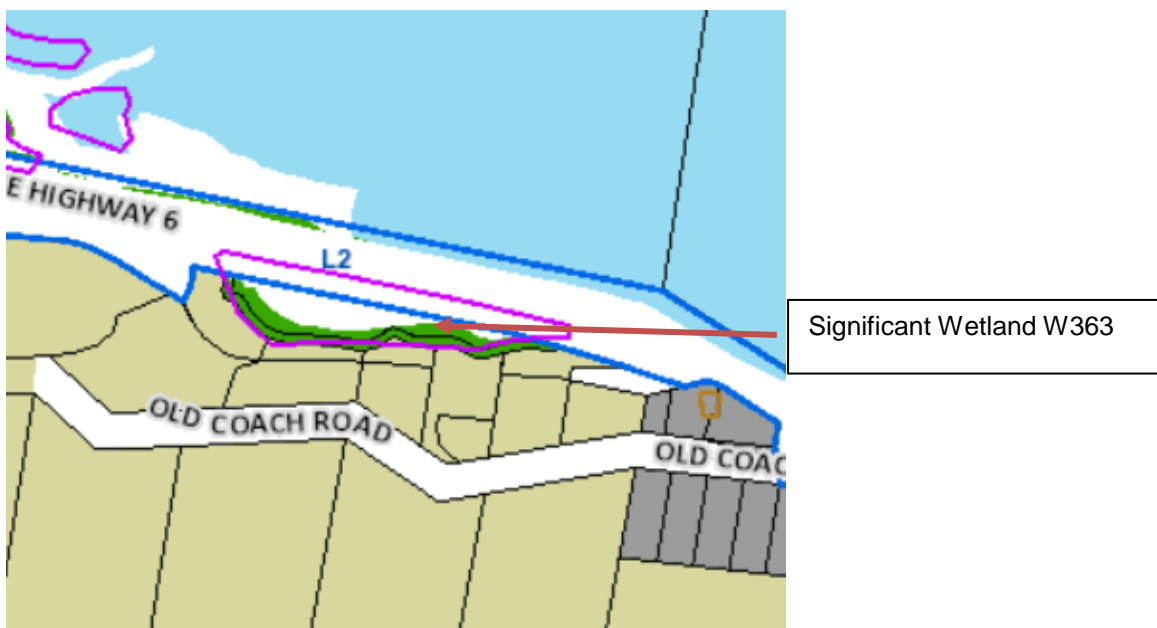 E HIGHWAY 6
L2
Significant Wetland W363
OLD COACH ROAD
OLD COAC